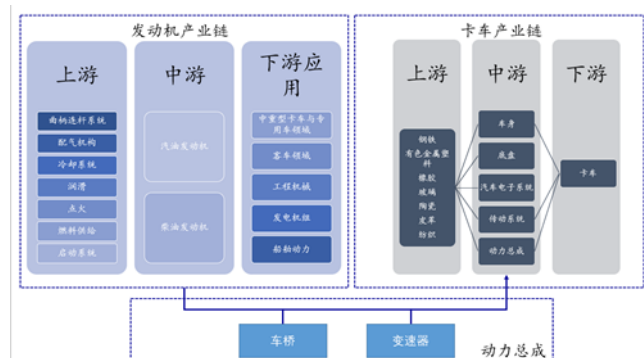 发动机产业链
上游
曲柄连杆系统
配气机构
冷却系统
润滑
点火
燃料供给
启动系统
中游
汽油发动机
柴油发动机
下游应用
中重型卡车与专
用车领域
客车领域
工程机械
发电机组
船舶动力
卡车产业链
上游
钢铁
有色金属塑
料
橡胶
玻璃
陶瓷
皮革
纺织
中游
车身
底盘
汽车电子系统
传动系统
动力总成
下游
卡车
车桥
变速器
动力总成